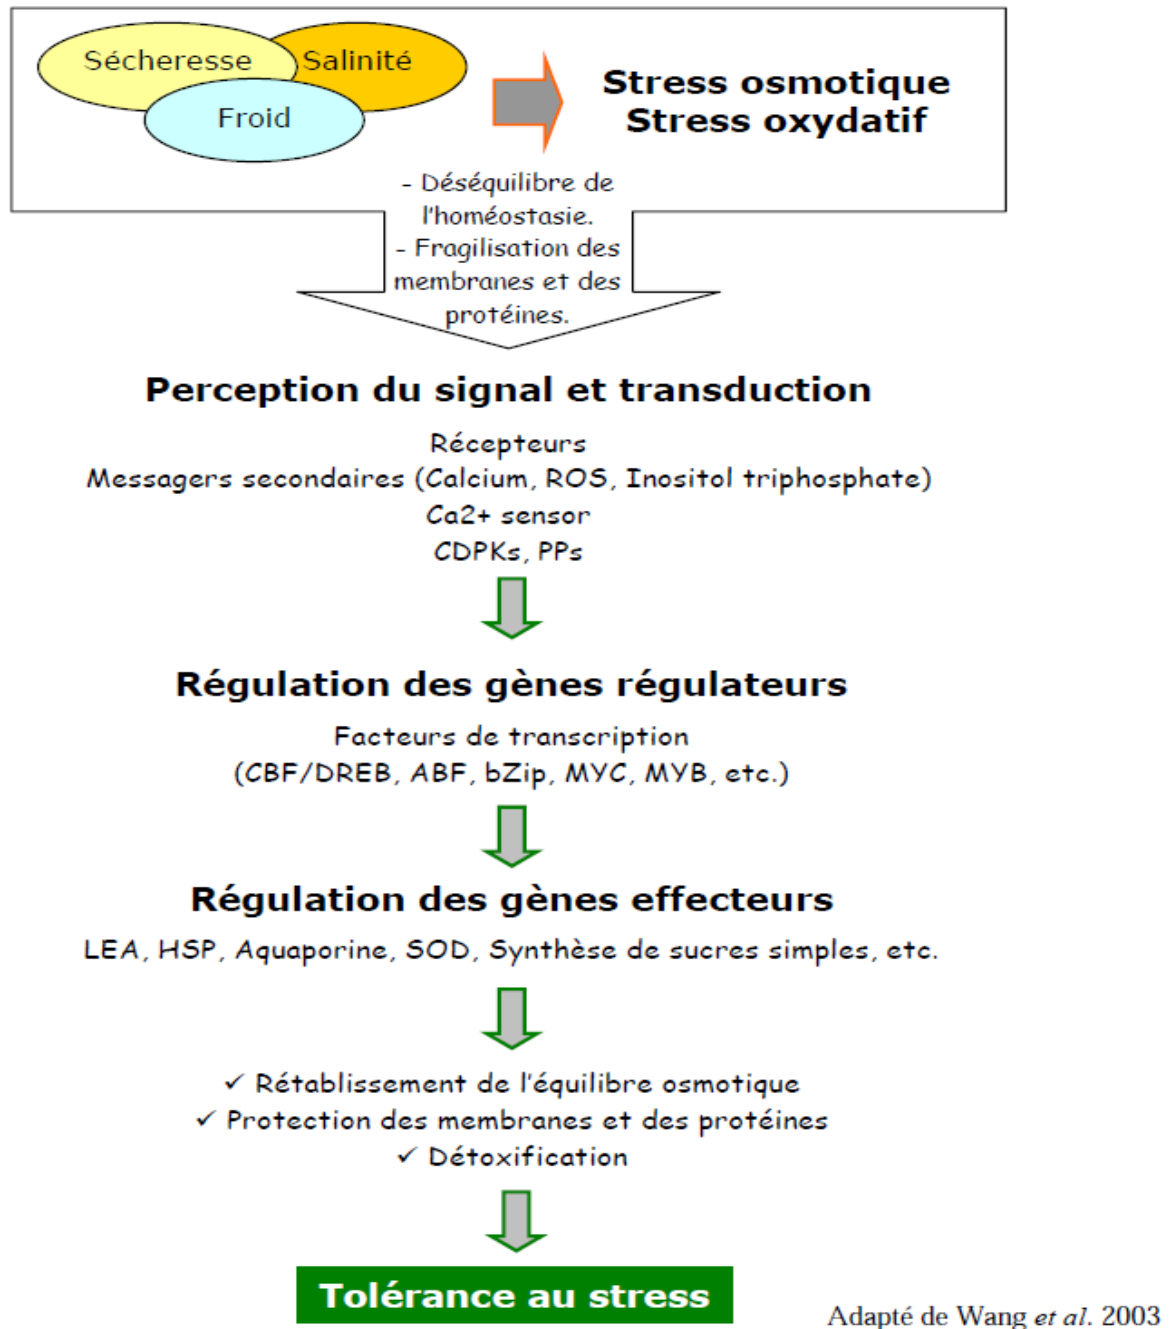 Sécheresse
Salinité
Froid
Stress osmotique
Stress oxydatif
- Déséquilibre de
l'homéostasie.
- Fragilisation des
membranes et des
protéines.
Perception du signal et transduction
Récepteurs
Messagers secondaires (Calcium, ROS, Inositol triphosphate)
Ca2+ sensor
CDPKs, PPs
Régulation des gènes régulateurs
Facteurs de transcription
(CBF/DREB, ABF, bZip, MYC, MYB, etc.)
Régulation des gènes effecteurs
LEA, HSP, Aquaporine, SOD, Synthèse de sucres simples, etc.
✓ Rétablissement de l'équilibre osmotique
✓ Protection des membranes et des protéines
✓ Détoxification
Tolérance au stress
Adapté de Wang et al. 2003